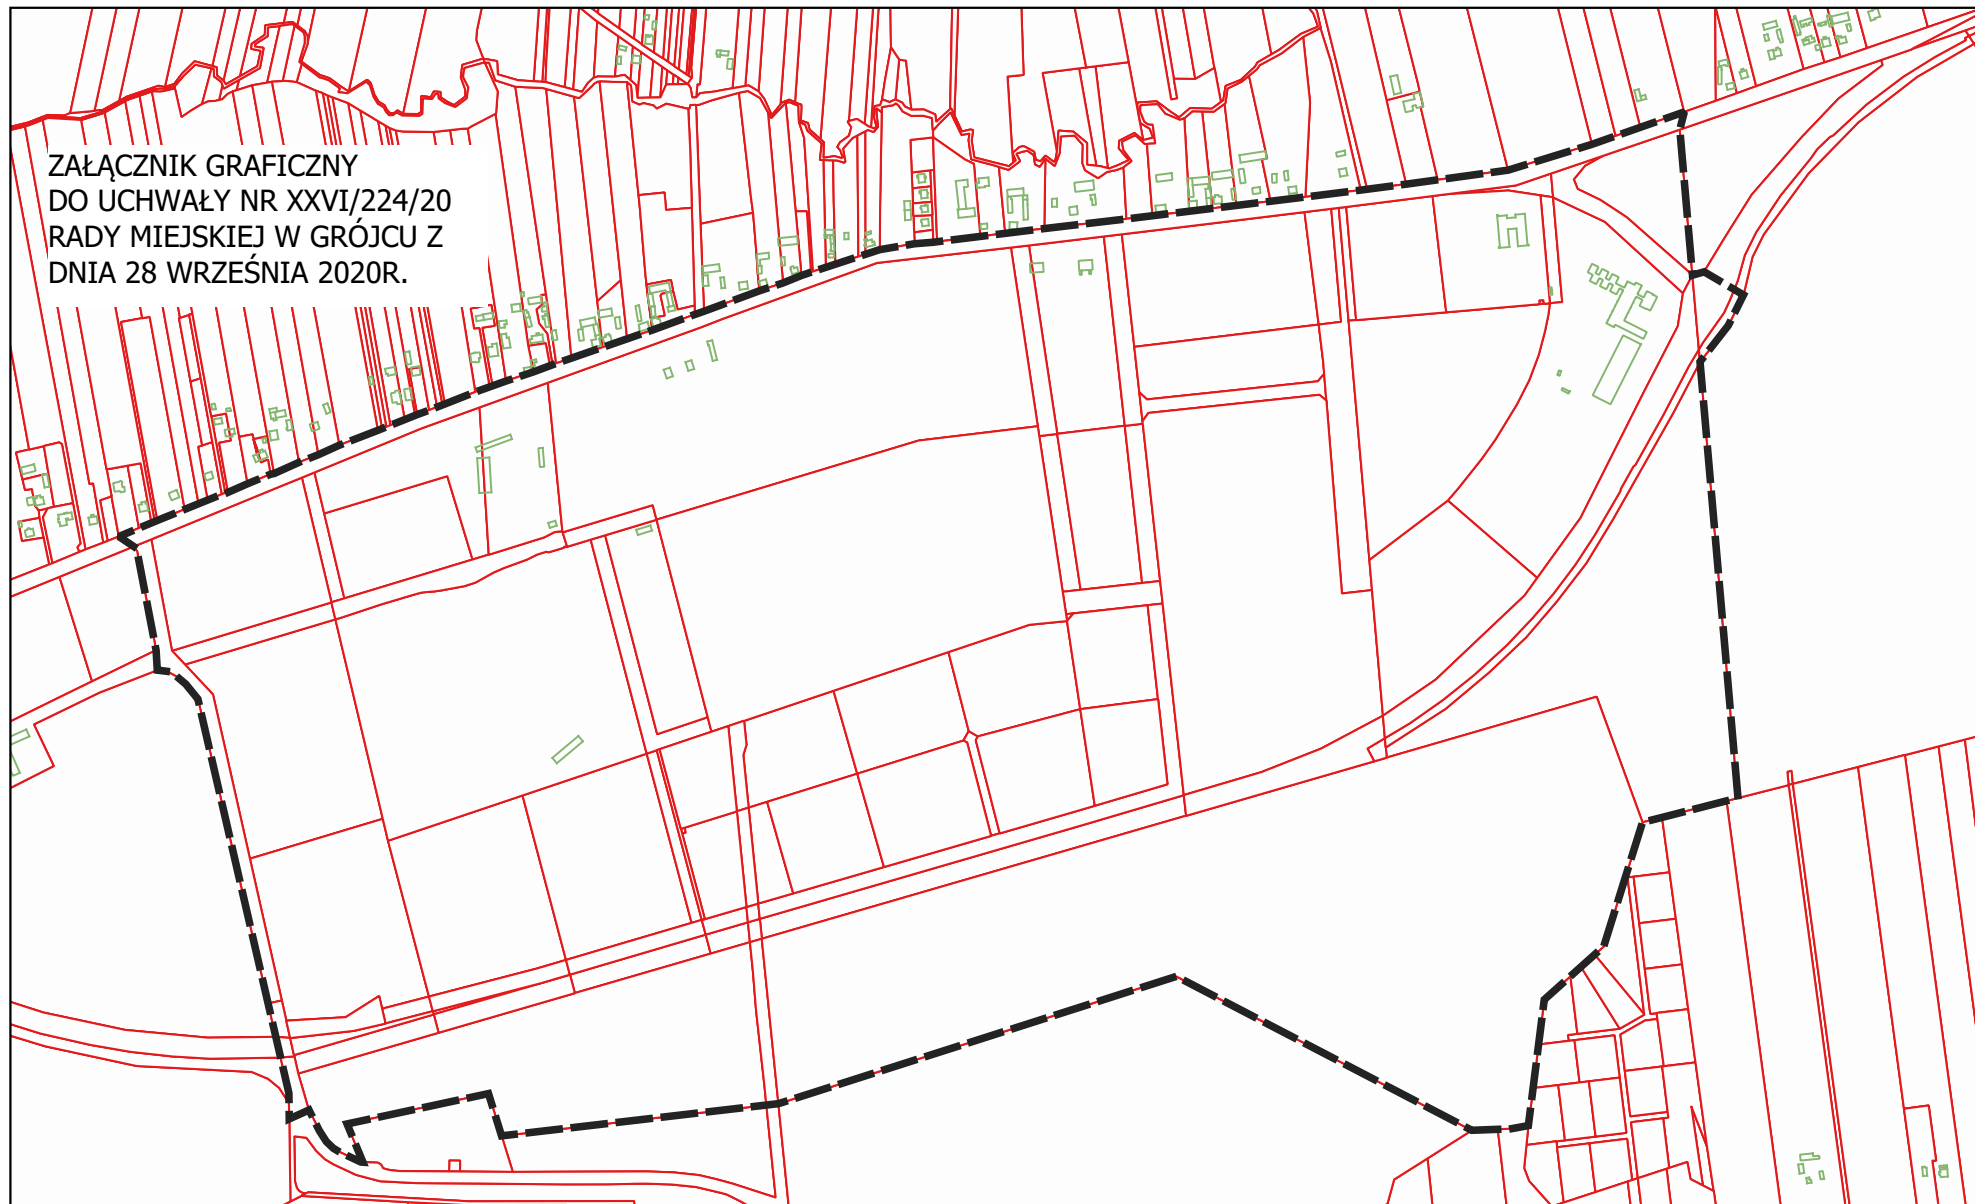 ZAŁĄCZNIK GRAFICZNY
DO UCHWAŁY NR XXVI/224/20
RADY MIEJSKIEJ W GRÓJCU Z
DNIA 28 WRZEŚNIA 2020R.